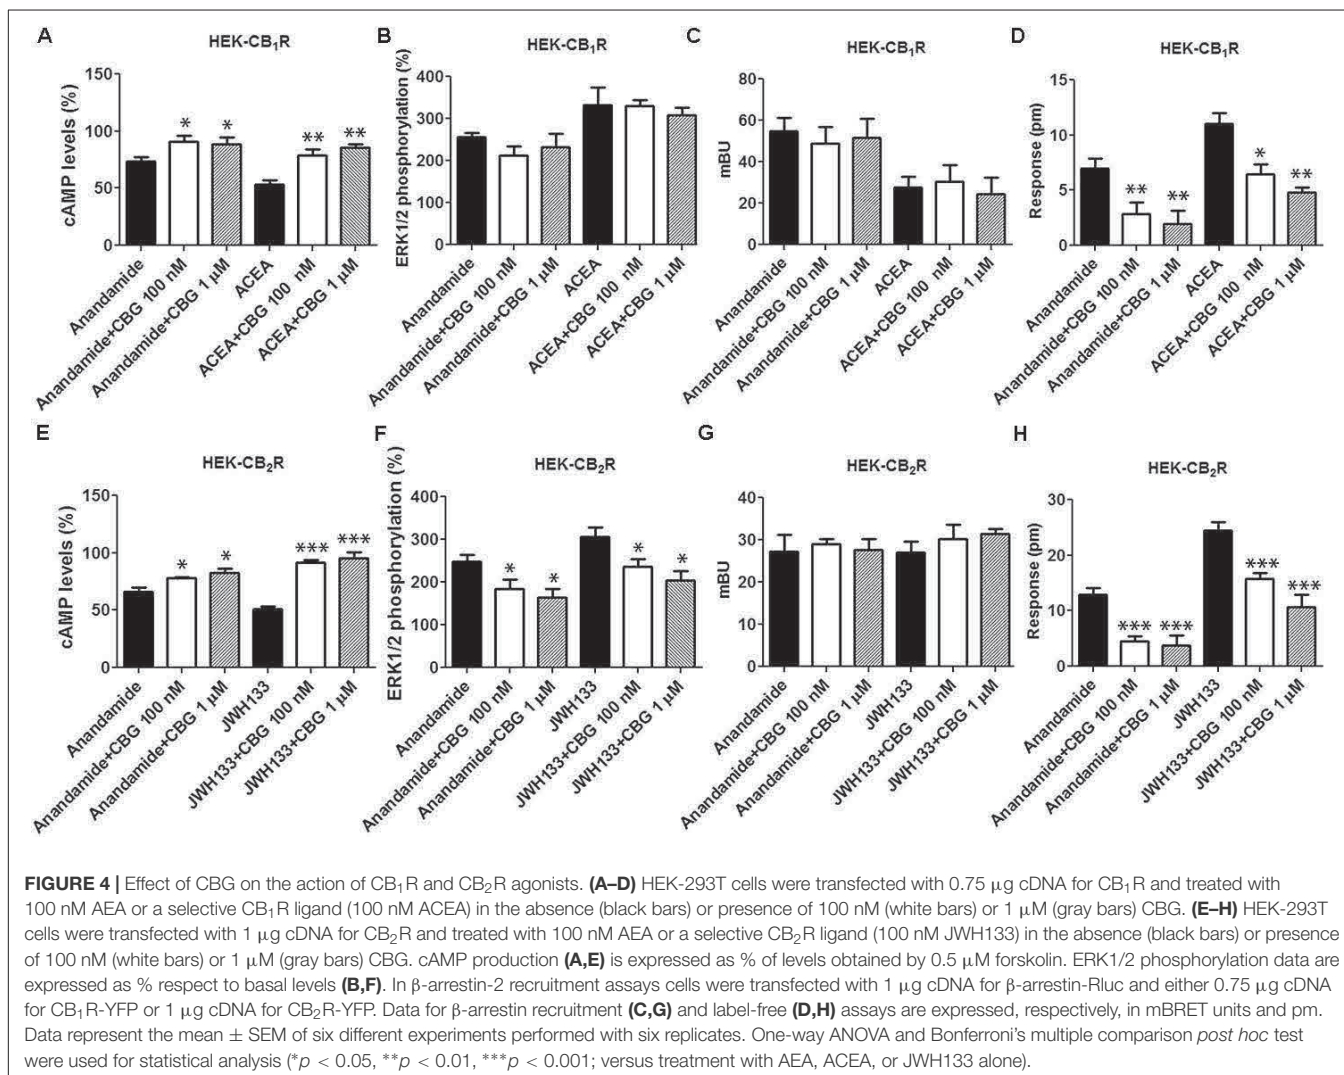 A
HEK-CB1R
cAMP levels (%)
150
100
50
0
*
*
**
**
Anandamide
Anandamide+CBG 100 nM
Anandamide+CBG 1 μM
ACEA
ACEA+CBG 100 nM
ACEA+CBG 1 μM
B
HEK-CB1R
ERK1/2 phosphorylation (%)
400
300
200
100
0
Anandamide
Anandamide+CBG 100 nM
Anandamide+CBG 1 μM
ACEA
ACEA+CBG 100 nM
ACEA+CBG 1 μM
C
HEK-CB1R
mBU
60
40
20
0
Anandamide
Anandamide+CBG 100 nM
Anandamide+CBG 1 μM
ACEA
ACEA+CBG 100 nM
ACEA+CBG 1 μM
D
HEK-CB1R
Response (pm)
15
10
5
0
**
**
*
**
Anandamide
Anandamide+CBG 100 nM
Anandamide+CBG 1 μM
ACEA
ACEA+CBG 100 nM
ACEA+CBG 1 μM
E
HEK-CB2R
cAMP levels (%)
150
100
50
0
*
*
***
***
Anandamide
Anandamide+CBG 100 nM
Anandamide+CBG 1 μM
JWH133
JWH133+CBG 100 nM
JWH133+CBG 1 μM
F
HEK-CB2R
ERK1/2 phosphorylation (%)
400
300
200
100
0
*
*
*
*
Anandamide
Anandamide+CBG 100 nM
Anandamide+CBG 1 μM
JWH133
JWH133+CBG 100 nM
JWH133+CBG 1 μM
G
HEK-CB2R
mBU
40
30
20
10
0
Anandamide
Anandamide+CBG 100 nM
Anandamide+CBG 1 μM
JWH133
JWH133+CBG 100 nM
JWH133+CBG 1 μM
H
HEK-CB2R
Response (pm)
30
20
10
0
***
***
***
***
Anandamide
Anandamide+CBG 100 nM
Anandamide+CBG 1 μM
JWH133
JWH133+CBG 100 nM
JWH133+CBG 1 μM
FIGURE 4 | Effect of CBG on the action of CB1R and CB2R agonists. (A–D) HEK-293T cells were transfected with 0.75 μg cDNA for CB1R and treated with
100 nM AEA or a selective CB1R ligand (100 nM ACEA) in the absence (black bars) or presence of 100 nM (white bars) or 1 μM (gray bars) CBG. (E–H) HEK-293T
cells were transfected with 1 μg cDNA for CB2R and treated with 100 nM AEA or a selective CB2R ligand (100 nM JWH133) in the absence (black bars) or presence
of 100 nM (white bars) or 1 μM (gray bars) CBG. cAMP production (A,E) is expressed as % of levels obtained by 0.5 μM forskolin. ERK1/2 phosphorylation data are
expressed as % respect to basal levels (B,F). In β-arrestin-2 recruitment assays cells were transfected with 1 μg cDNA for β-arrestin-Rluc and either 0.75 μg cDNA
for CB1R-YFP or 1 μg cDNA for CB2R-YFP. Data for β-arrestin recruitment (C,G) and label-free (D,H) assays are expressed, respectively, in mBRET units and pm.
Data represent the mean ± SEM of six different experiments performed with six replicates. One-way ANOVA and Bonferroni's multiple comparison post hoc test
were used for statistical analysis (*p < 0.05, **p < 0.01, ***p < 0.001; versus treatment with AEA, ACEA, or JWH133 alone).